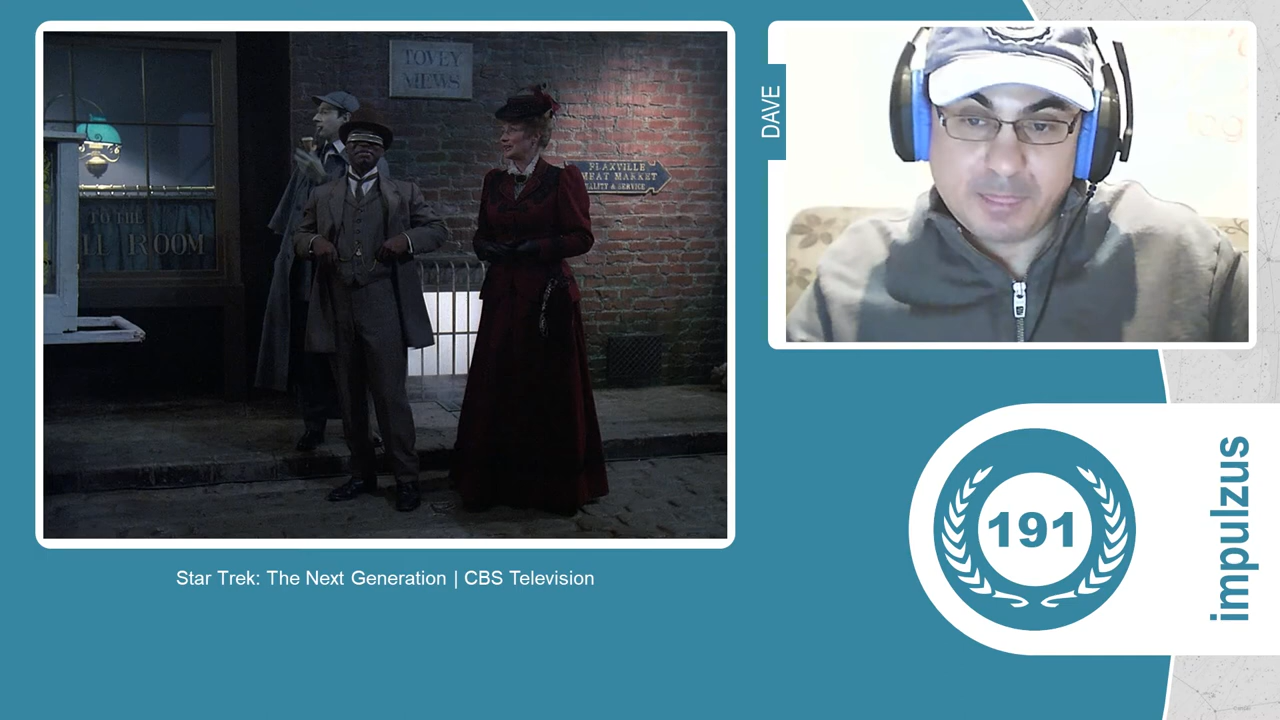 TOVEY
MEWS
FLAXVILLE
MEAT MARKET
QUALITY & SERVICE
TO THE
ROOM
DAVE
191
impulzus
Star Trek: The Next Generation | CBS Television